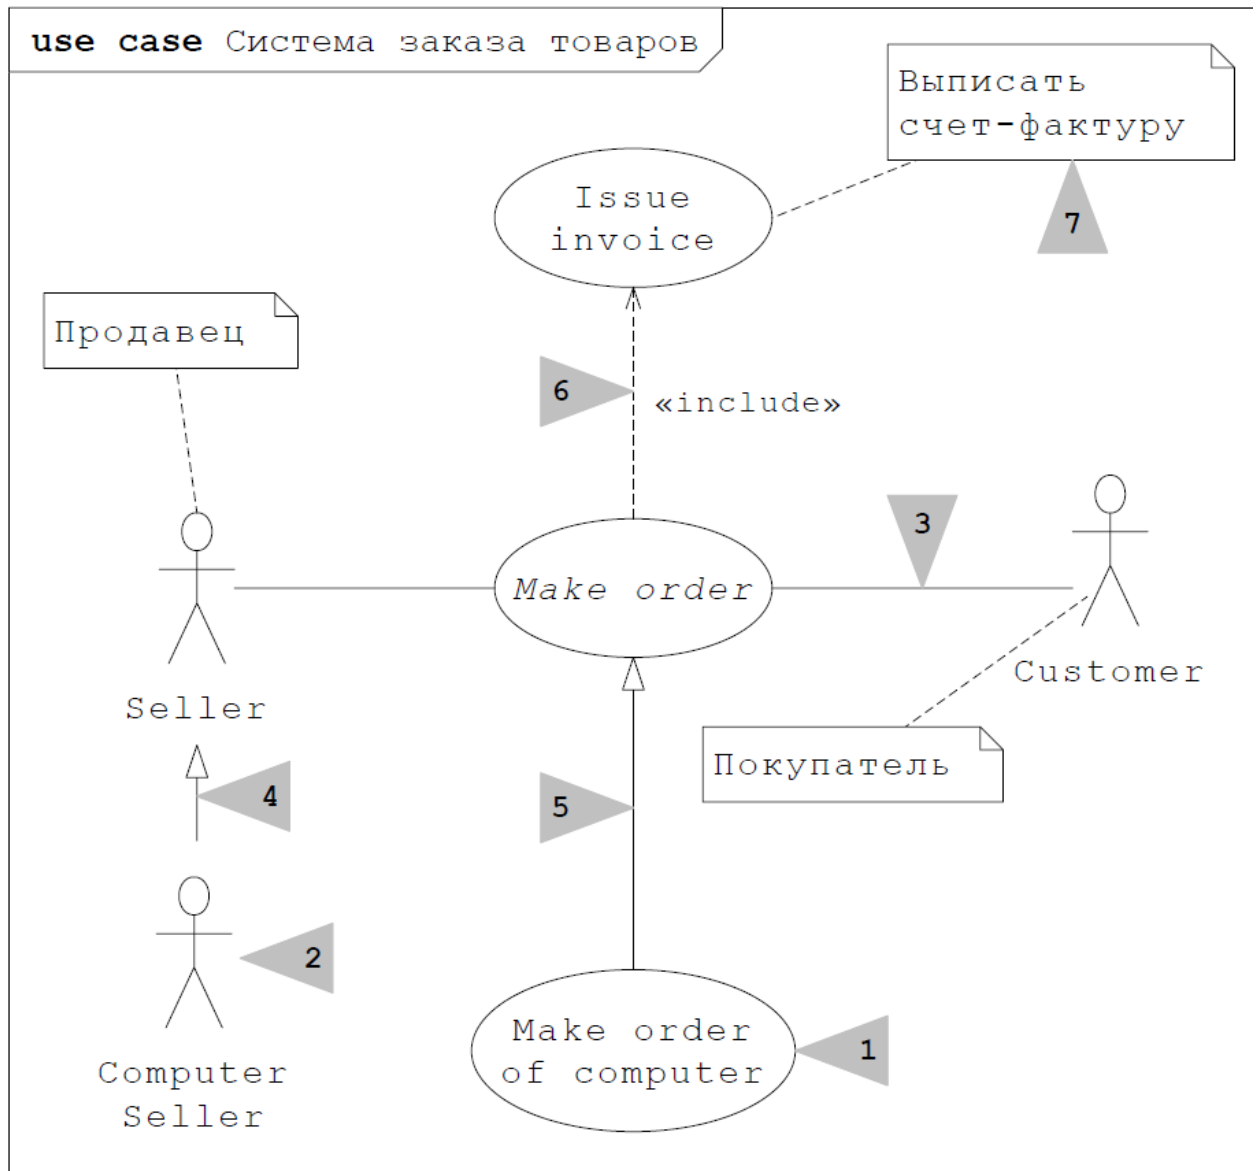 use case Система заказа товаров
Выписать
счет-фактуру
7
Issue
invoice
Продавец
6
«include»
3
Make order
Customer
Seller
Покупатель
4
5
2
Make order
of computer
1
Computer
Seller